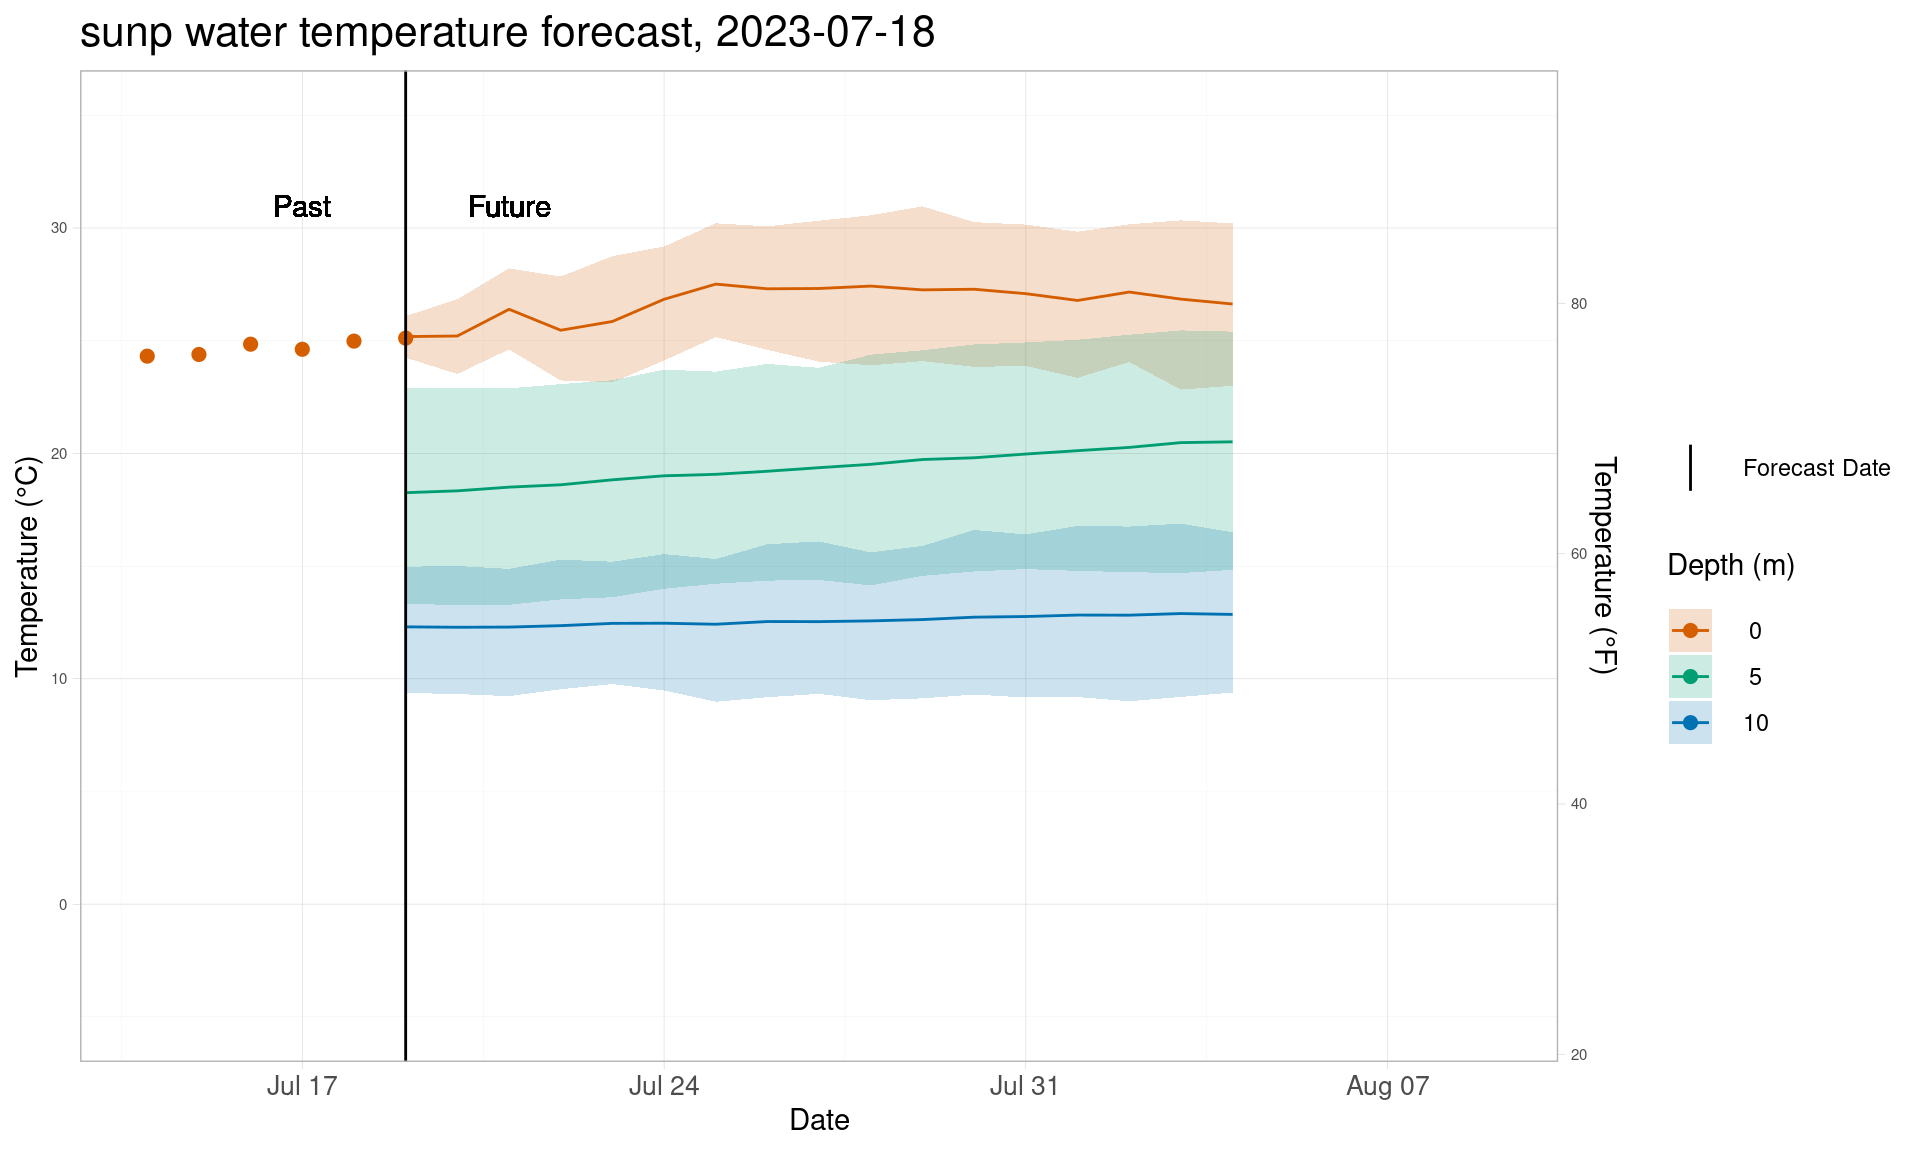 sunp water temperature forecast, 2023-07-18
Past
Future
30
20
10
0
Temperature (°C)
80
60
40
20
Temperature (°F)
Jul 17
Jul 24
Jul 31
Aug 07
Date
Forecast Date
Depth (m)
0
5
10